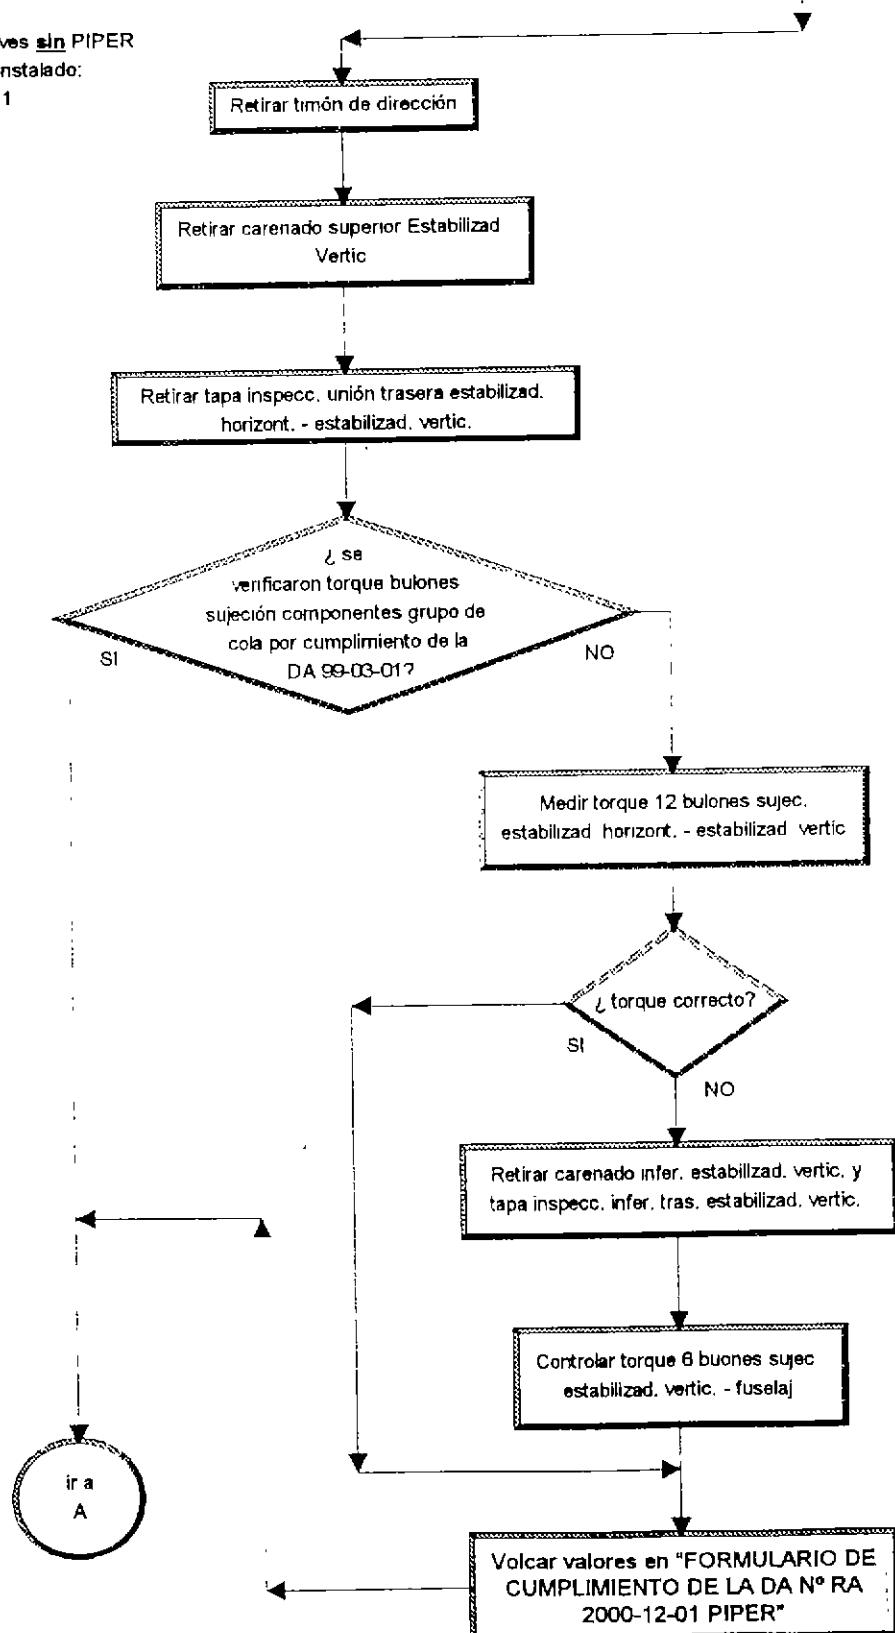 ves sin PIPER
nstalado:
1
Retirar timón de dirección
Retirar carenado superior Estabilizad
Vertic
Retirar tapa inspecc. unión trasera estabilizad.
horizont. - estabilizad. vertic.
¿ se
verificaron torque bulones
sujeción componentes grupo de
cola por cumplimiento de la
DA 99-03-01?
SI
NO
Medir torque 12 bulones sujec.
estabilizad horizont. - estabilizad vertic
¿ torque correcto?
SI
NO
Retirar carenado infer. estabilizad. vertic. y
tapa inspecc. infer. tras. estabilizad. vertic.
Controlar torque 6 buones sujec
estabilizad. vertic. - fuselaj
ir a
A
Volcar valores en "FORMULARIO DE
CUMPLIMIENTO DE LA DA Nº RA
2000-12-01 PIPER"